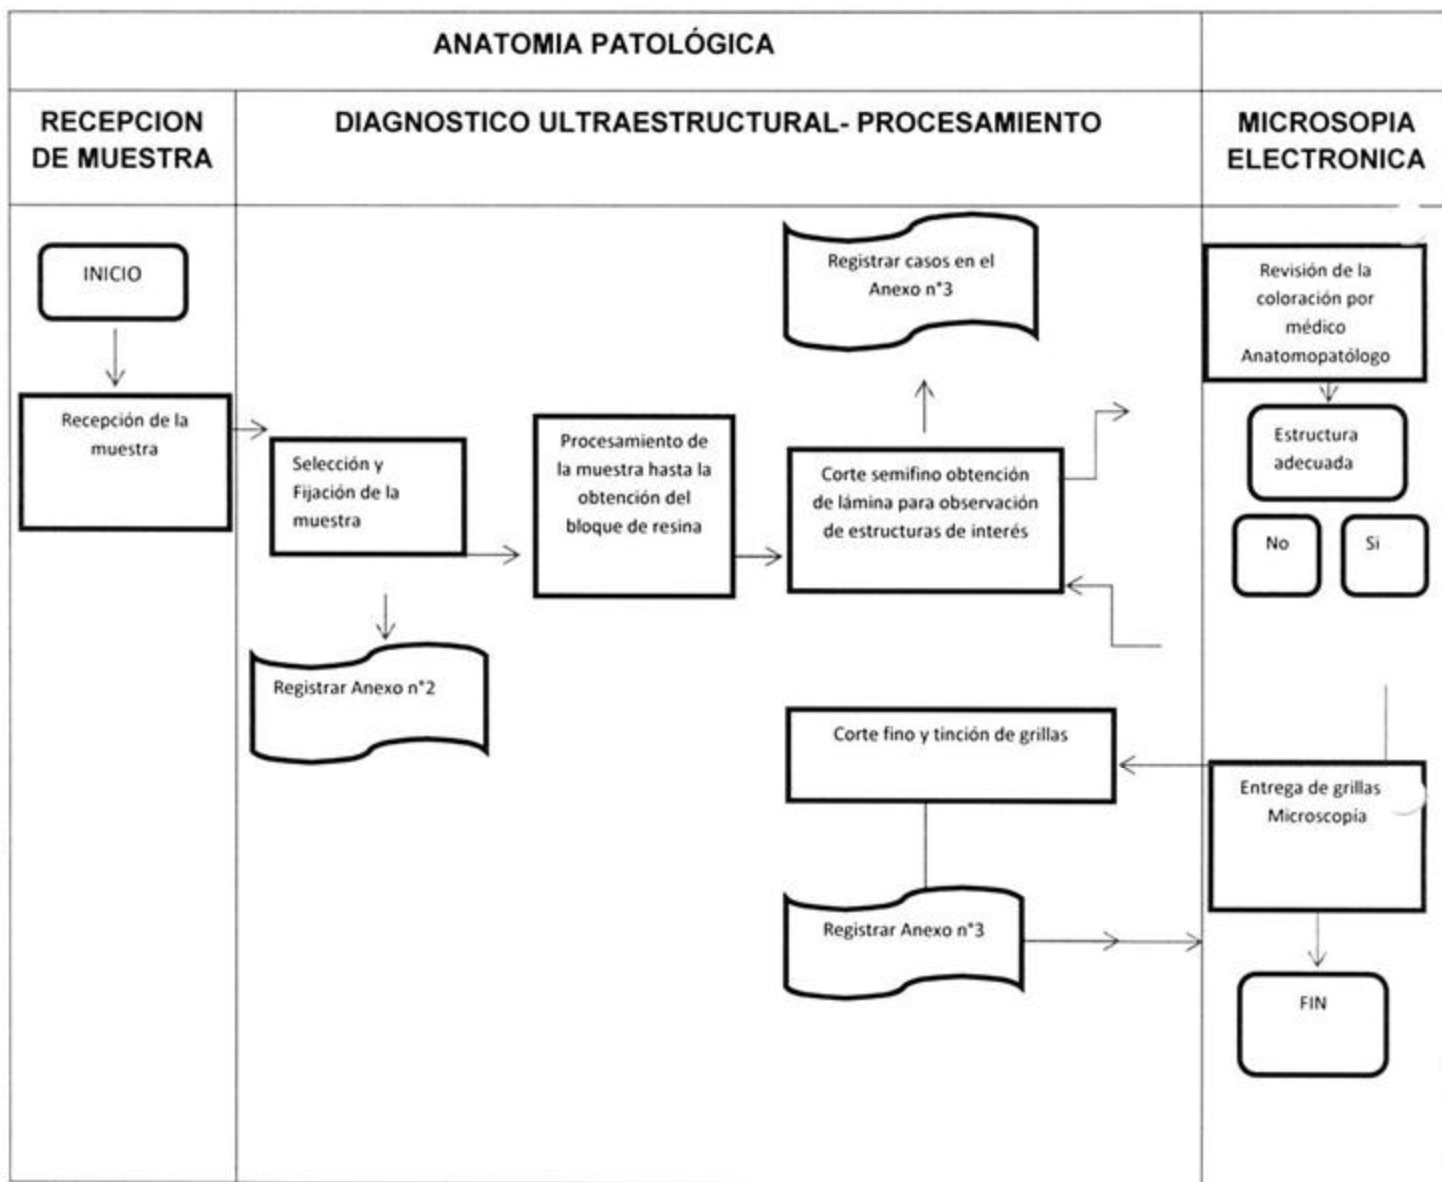 ANATOMIA PATOLÓGICA
RECEPCION
DE MUESTRA
DIAGNOSTICO ULTRAESTRUCTURAL- PROCESAMIENTO
MICROSOPIA
ELECTRONICA
INICIO
Recepción de la
muestra
Selección y
Fijación de la
muestra
Registrar Anexo n°2
Procesamiento de
la muestra hasta la
obtención del
bloque de resina
Registrar casos en el
Anexo n°3
Corte semifino obtención
de lámina para observación
de estructuras de interés
Revisión de la
coloración por
médico
Anatomopatólogo
Estructura
adecuada
No
Si
Corte fino y tinción de grillas
Registrar Anexo n°3
Entrega de grillas
Microscopía
FIN